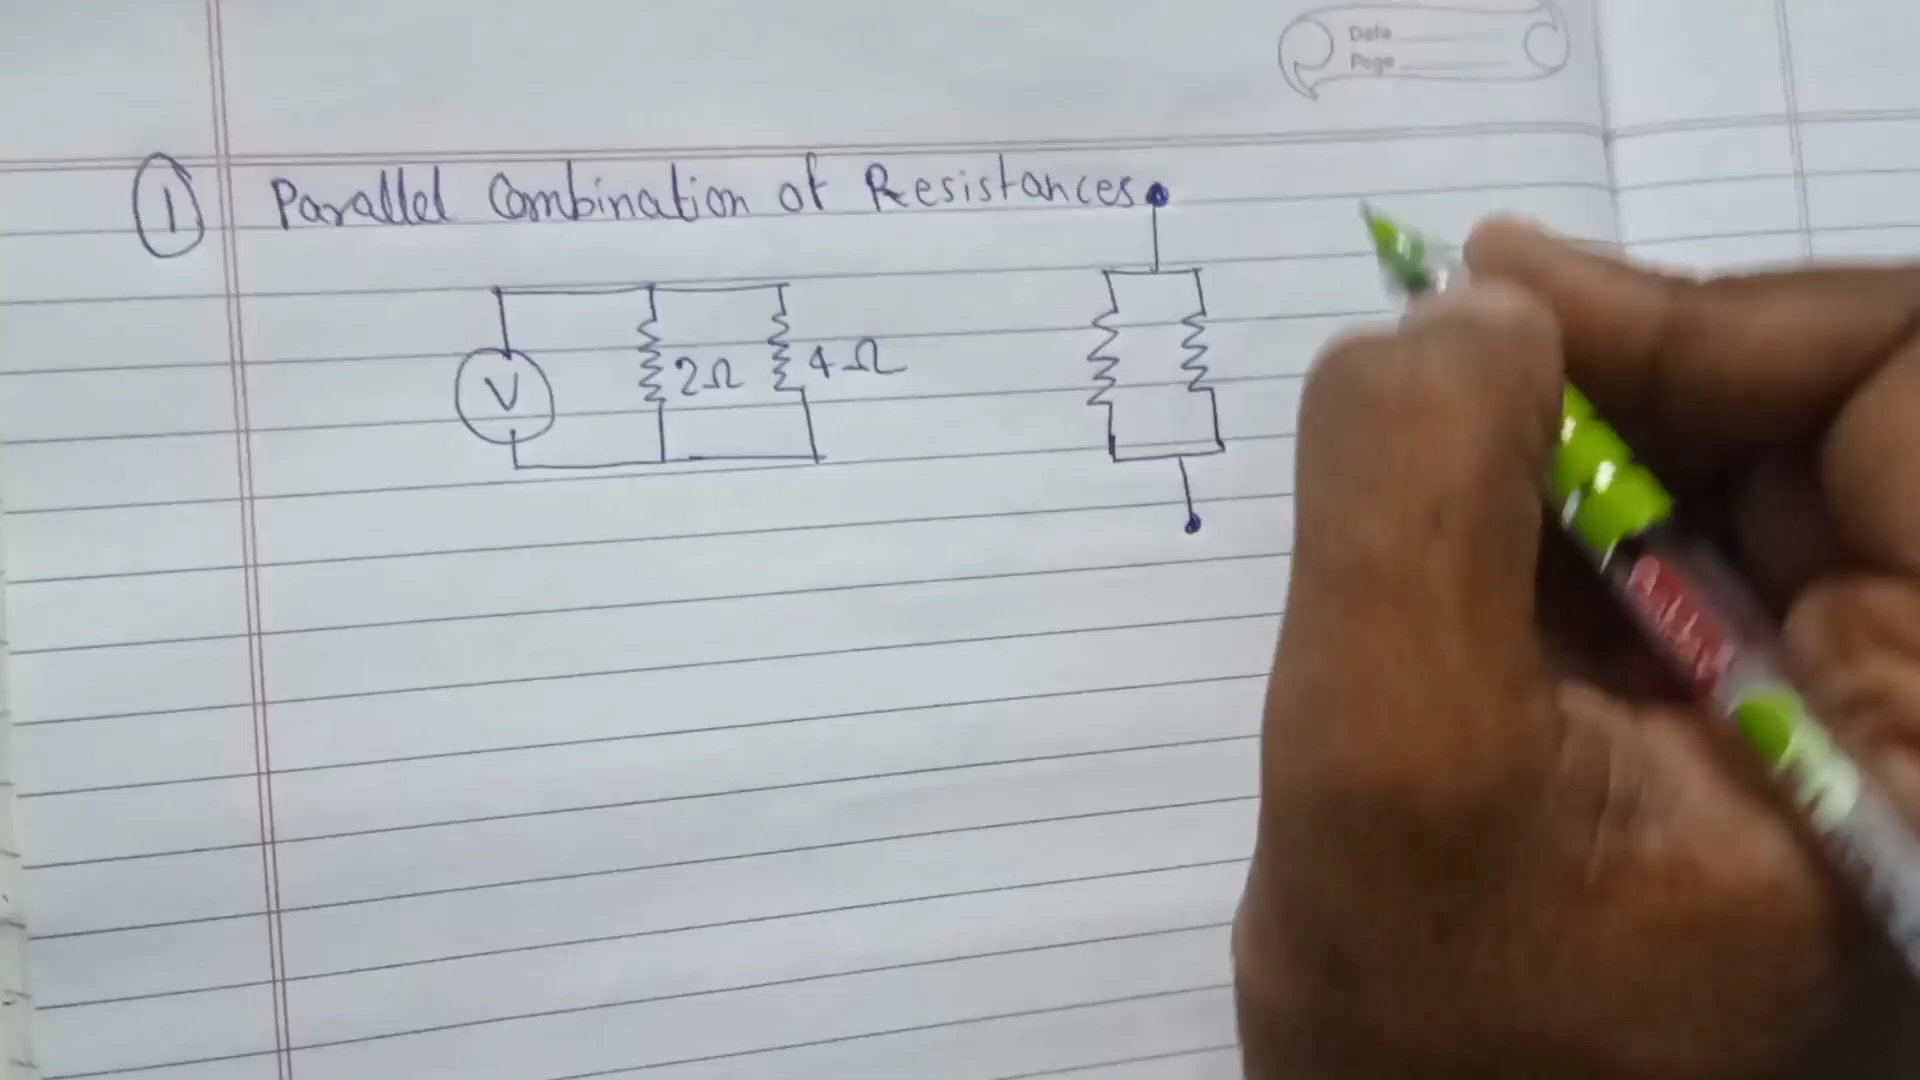 Date
Page
1 Parallel Combination of Resistances
V 2Ω 4Ω